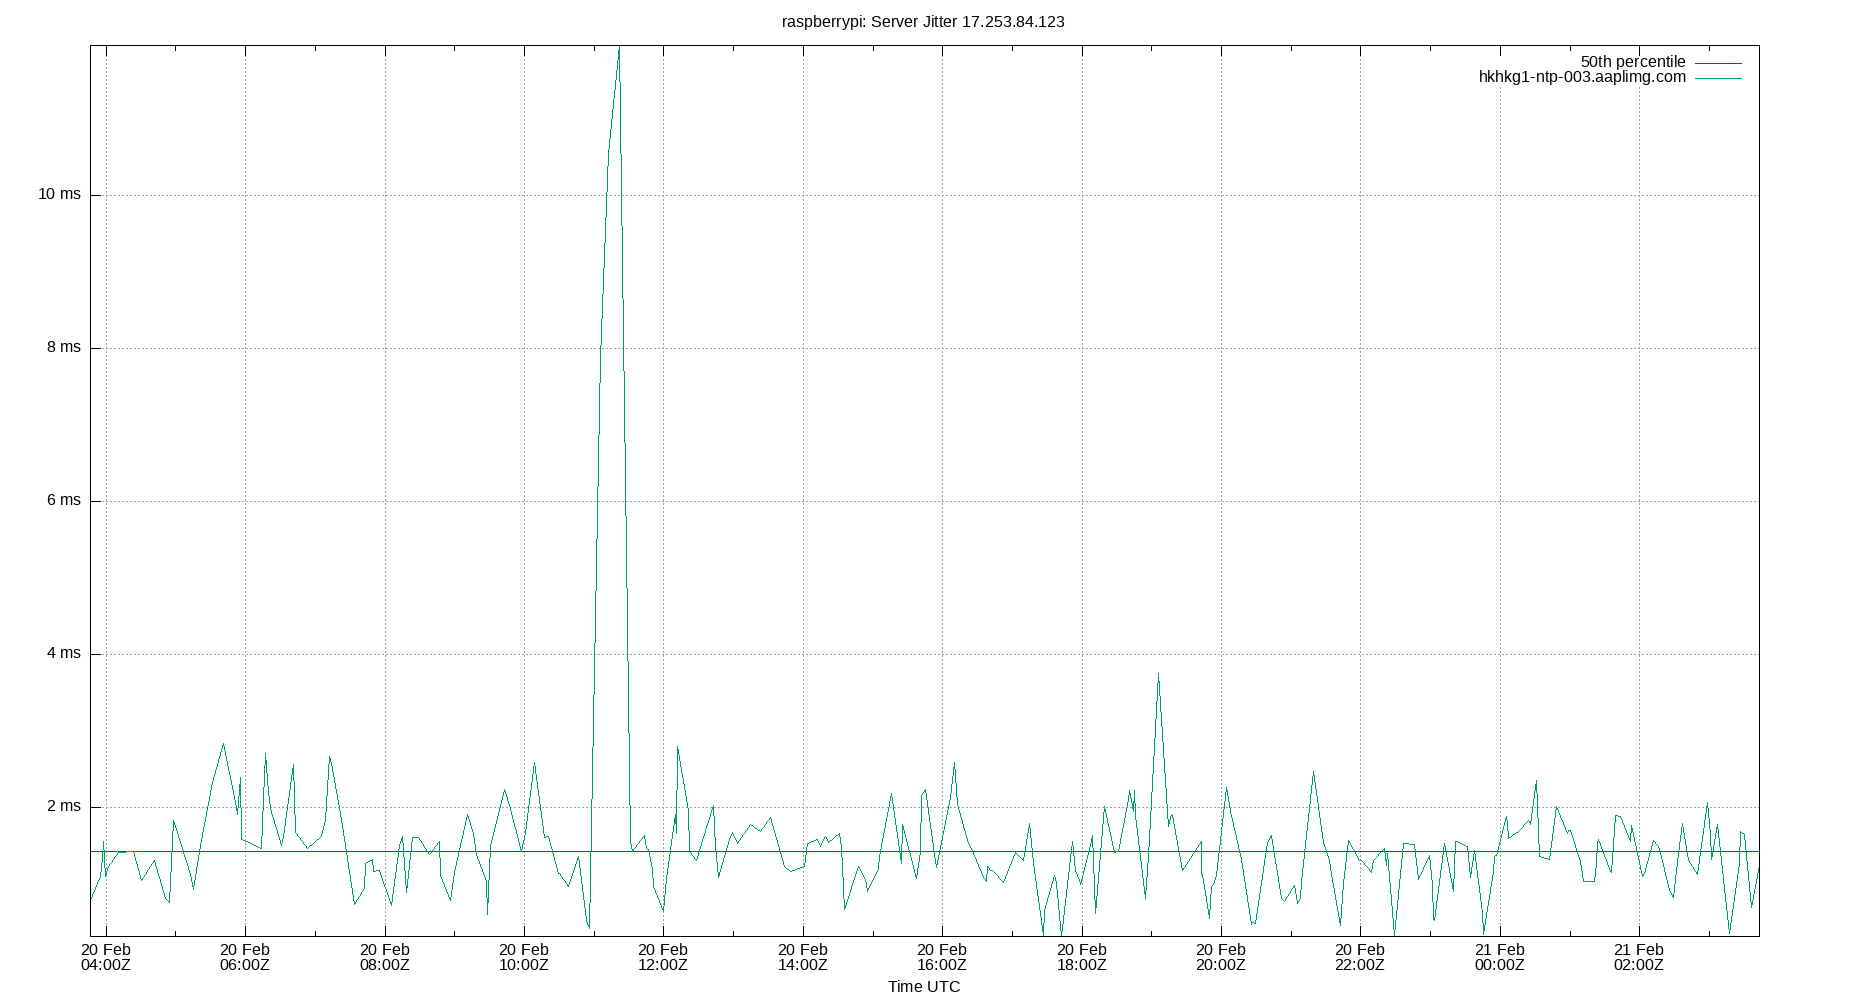 raspberrypi: Server Jitter 17.253.84.123
50th percentile
hkhkg1-ntp-003.aaplimg.com
10 ms
8 ms
6 ms
4 ms
2 ms
20 Feb 20 Feb 20 Feb 20 Feb 20 Feb 20 Feb 20 Feb 20 Feb 20 Feb 20 Feb 21 Feb 21 Feb
04:00Z 06:00Z 08:00Z 10:00Z 12:00Z 14:00Z 16:00Z 18:00Z 20:00Z 22:00Z 00:00Z 02:00Z
Time UTC